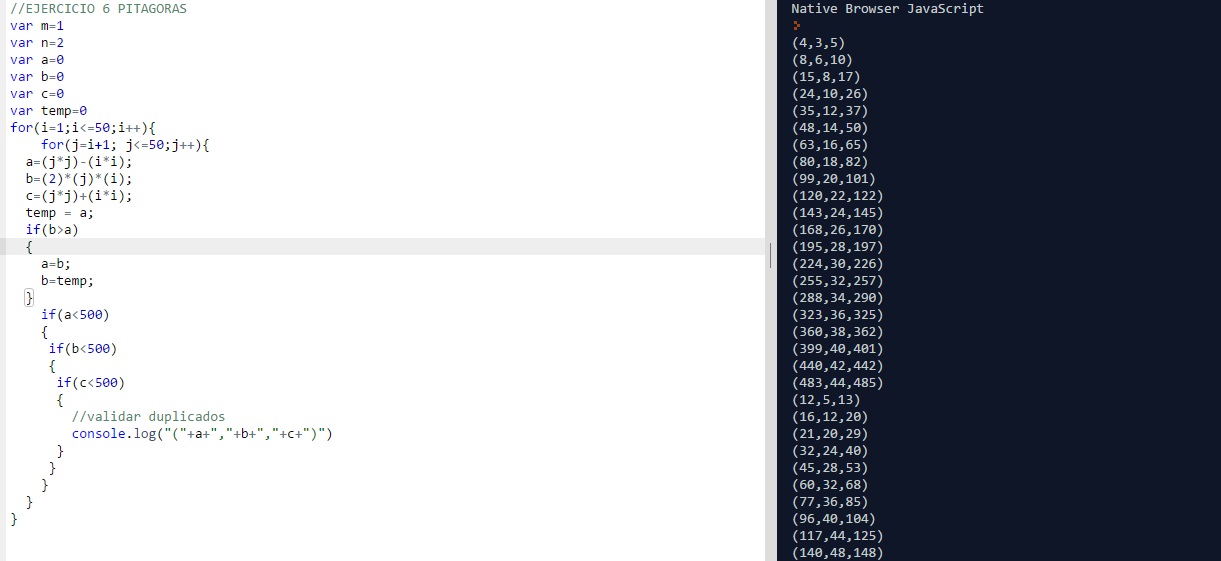 //EJERCICIO 6 PITAGORAS
var m=1
var n=2
var a=0
var b=0
var c=0
var temp=0
for(i=1;i<=50;i++){
for(j=i+1; j<=50;j++){
a=(j*j)-(i*i);
b=(2)*(j)*(i);
c=(j*j)+(i*i);
temp = a;
if(b>a)
{
a=b;
b=temp;
}
if(a<500)
{
if(b<500)
{
if(c<500)
{
//validar duplicados
console.log("("+a+","+b+","+c+")")
}
}
}
}
}
Native Browser JavaScript
(4,3,5)
(8,6,10)
(15,8,17)
(24,10,26)
(35,12,37)
(48,14,50)
(63,16,65)
(80,18,82)
(99,20,101)
(120,22,122)
(143,24,145)
(168,26,170)
(195,28,197)
(224,30,226)
(255,32,257)
(288,34,290)
(323,36,325)
(360,38,362)
(399,40,401)
(440,42,442)
(483,44,485)
(12,5,13)
(16,12,20)
(21,20,29)
(32,24,40)
(45,28,53)
(60,32,68)
(77,36,85)
(96,40,104)
(117,44,125)
(140,48,148)